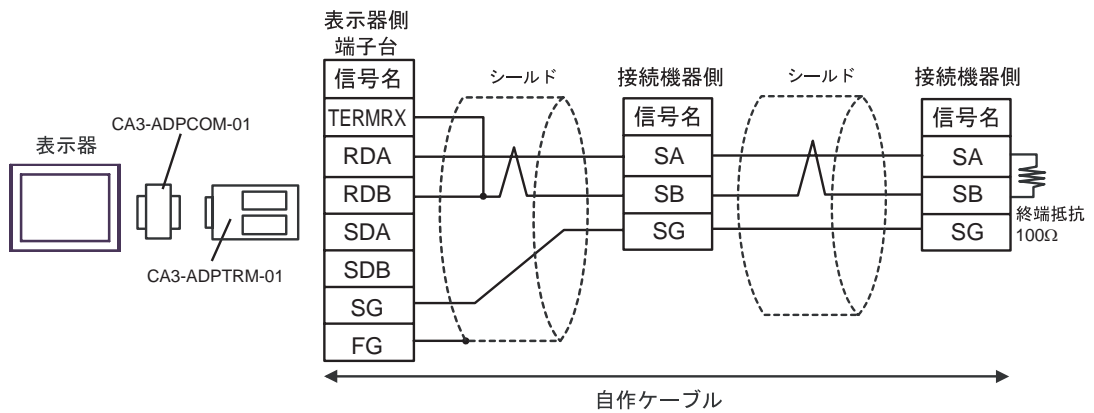 表示器側
端子台
信号名
TERMRX
RDA
RDB
SDA
SDB
SG
FG
シールド
接続機器側
信号名
SA
SB
SG
シールド
接続機器側
信号名
SA
SB
SG
終端抵抗
100Ω
表示器
CA3-ADPCOM-01
CA3-ADPTRM-01
自作ケーブル